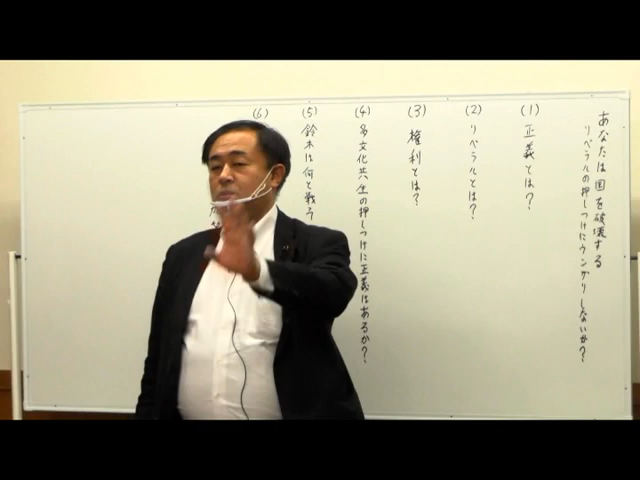 あなたは国を破壊する
リベラルの押しつけにウンザリしないか?
(1) 正義とは?
(2) リベラルとは?
(3) 権利とは?
(4) 多文化共生の押しつけに正義はあるか?
(5) 鈴木は何と戦う
(6)